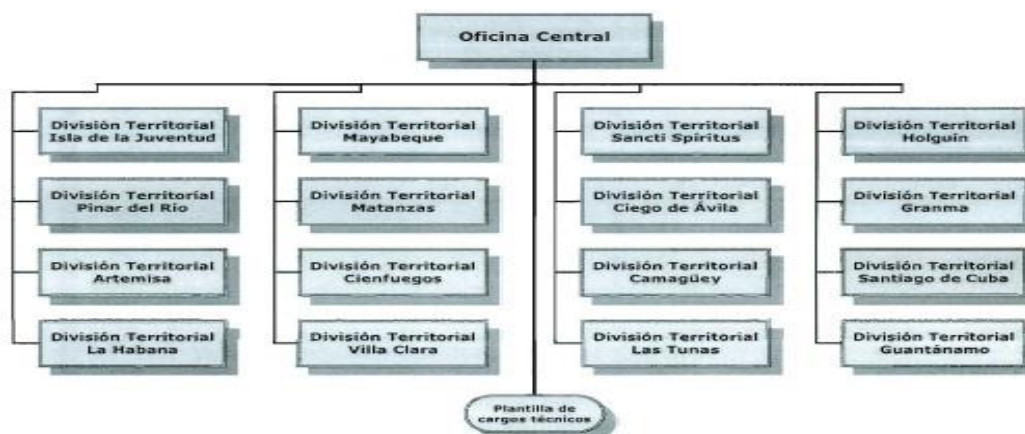 Oficina Central
División Territorial
Isla de la Juventud
División Territorial
Pinar del Río
División Territorial
Artemisa
División Territorial
La Habana
División Territorial
Mayabeque
División Territorial
Matanzas
División Territorial
Cienfuegos
División Territorial
Villa Clara
División Territorial
Sancti Spiritus
División Territorial
Ciego de Ávila
División Territorial
Camagüey
División Territorial
Las Tunas
División Territorial
Holguín
División Territorial
Granma
División Territorial
Santiago de Cuba
División Territorial
Guantánamo
Plantilla de
cargos técnicos